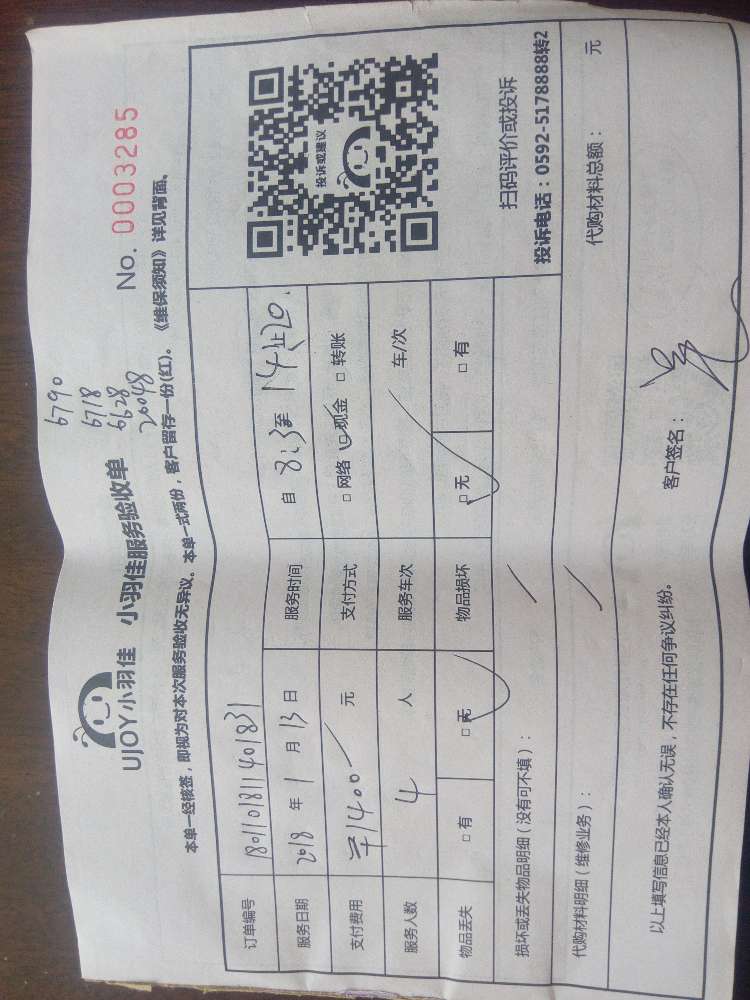 6790
6718
6628
20048
UJOY小羽佳 小羽佳服务验收单 No. 0003285
本单一经核签，即视为对本次服务验收无异议。本单一式两份，客户留存一份(红)。《维保须知》详见背面。
订单编号 801101811401831
服务日期 2018 年 1 月 13 日 服务时间 自 8:3 至 14止20.
支付费用 1400 元 支付方式 □ 网络 □ 现金 □ 转账
服务人数 4 人 服务车次 车/次
物品丢失 □ 有 □ 无 物品损坏 □ 无 □ 有
投诉或建议
扫码评价或投诉
投诉电话：0592-5178888转2
损坏或丢失物品明细（没有可不填）：
代购材料明细（维修业务）： 代购材料总额： 元
以上填写信息已经本人确认无误，不存在任何争议纠纷。 客户签名：